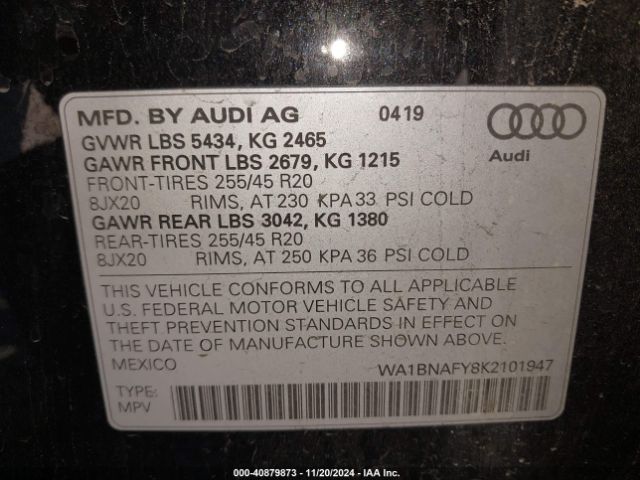 MFD. BY AUDI AG 0419
Audi
GVWR LBS 5434, KG 2465
GAWR FRONT LBS 2679, KG 1215
FRONT-TIRES 255/45 R20
8JX20 RIMS, AT 230 KPA 33 PSI COLD
GAWR REAR LBS 3042, KG 1380
REAR-TIRES 255/45 R20
8JX20 RIMS, AT 250 KPA 36 PSI COLD
THIS VEHICLE CONFORMS TO ALL APPLICABLE
U.S. FEDERAL MOTOR VEHICLE SAFETY AND
THEFT PREVENTION STANDARDS IN EFFECT ON
THE DATE OF MANUFACTURE SHOWN ABOVE.
MEXICO WA1BNAFY8K2101947
TYPE:
MPV
000-40879873 - 11/20/2024 - IAA Inc.